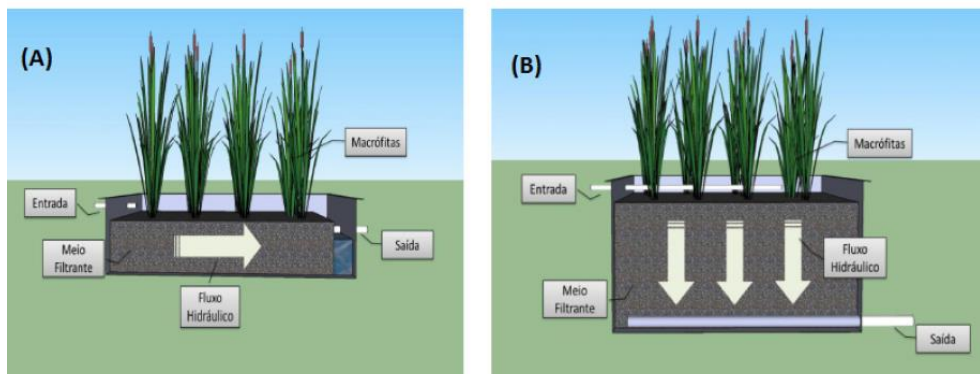 (A)
Macrófitas
Entrada
Saída
Meio
Filtrante
Fluxo
Hidráulico
(B)
Macrófitas
Entrada
Fluxo
Hidráulico
Meio
Filtrante
Saída